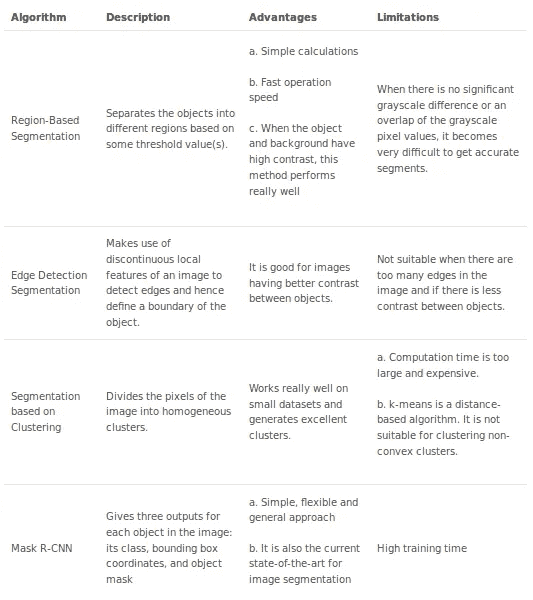 Algorithm Description Advantages Limitations
Region-Based
Segmentation
Separates the objects into
different regions based on
some threshold value(s).
a. Simple calculations
b. Fast operation
speed
c. When the object
and background have
high contrast, this
method performs
really well
When there is no significant
grayscale difference or an
overlap of the grayscale
pixel values, it becomes
very difficult to get accurate
segments.
Edge Detection
Segmentation
Makes use of
discontinuous local
features of an image to
detect edges and hence
define a boundary of the
object.
It is good for images
having better contrast
between objects.
Not suitable when there are
too many edges in the
image and if there is less
contrast between objects.
Segmentation
based on
Clustering
Divides the pixels of the
image into homogeneous
clusters.
Works really well on
small datasets and
generates excellent
clusters.
a. Computation time is too
large and expensive.
b. k-means is a distance-
based algorithm. It is not
suitable for clustering non-
convex clusters.
Mask R-CNN
Gives three outputs for
each object in the image:
its class, bounding box
coordinates, and object
mask
a. Simple, flexible and
general approach
b. It is also the current
state-of-the-art for
image segmentation
High training time